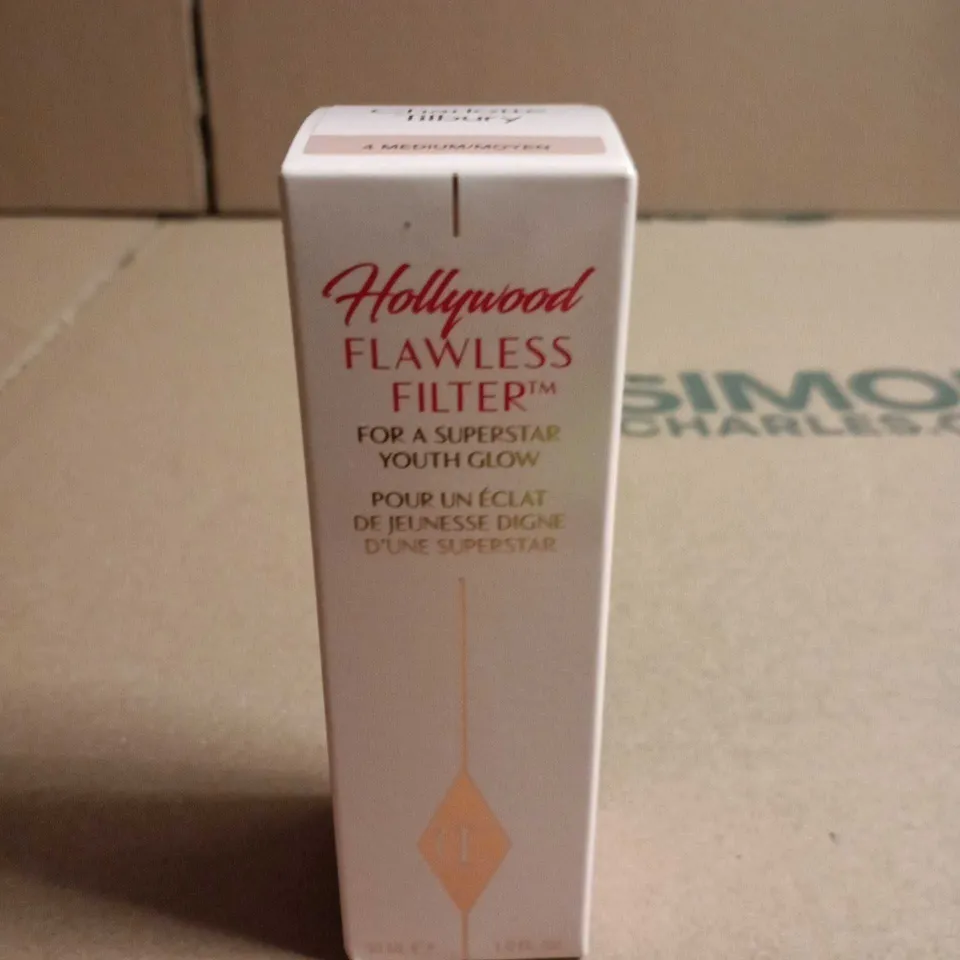 Charlotte
Tilbury
4 MEDIUM/MOYEN
Hollywood
FLAWLESS
FILTER™
FOR A SUPERSTAR
YOUTH GLOW
POUR UN ÉCLAT
DE JEUNESSE DIGNE
D'UNE SUPERSTAR
SIMO
CHARLES.C